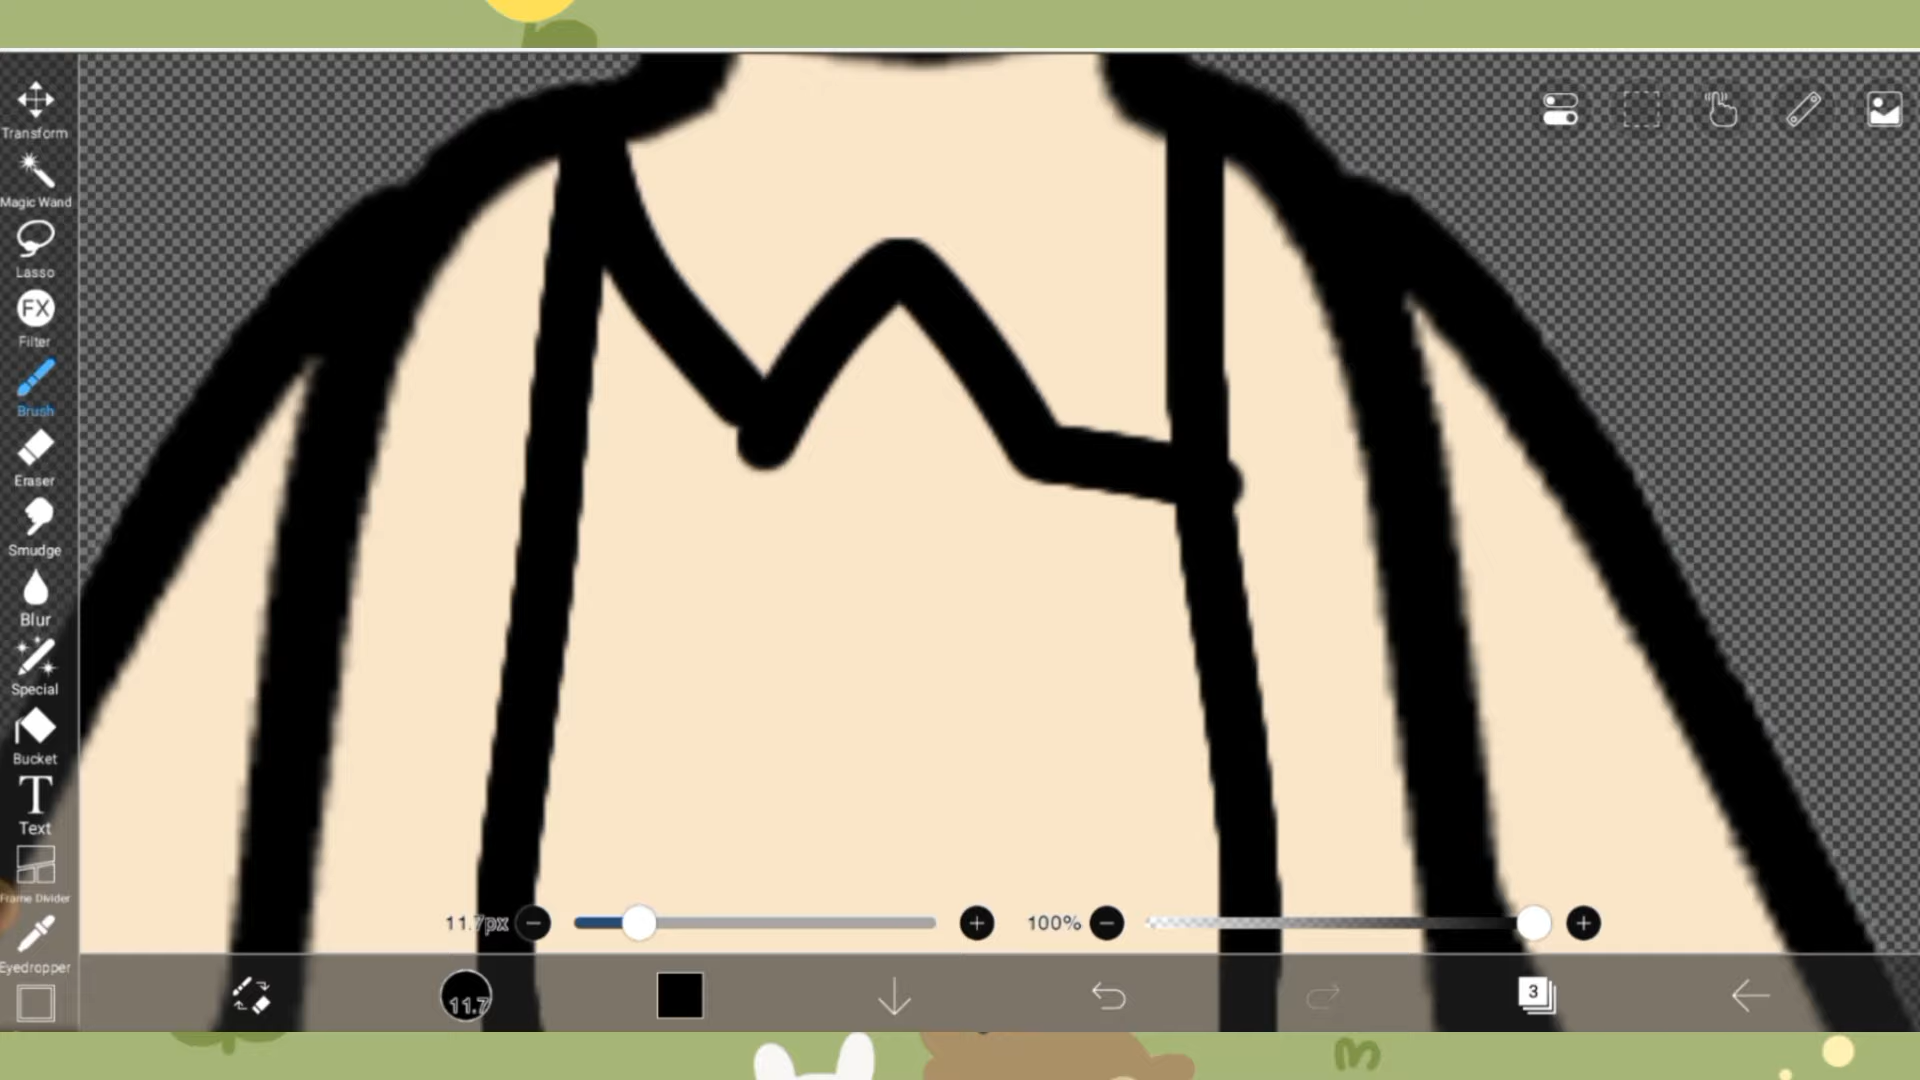 Transform
Magic Wand
Lasso
FX
Filter
Brush
Eraser
Smudge
Blur
Special
Bucket
T
Text
Frame Divider
Eyedropper
11.7px
100%
11.7
3
m